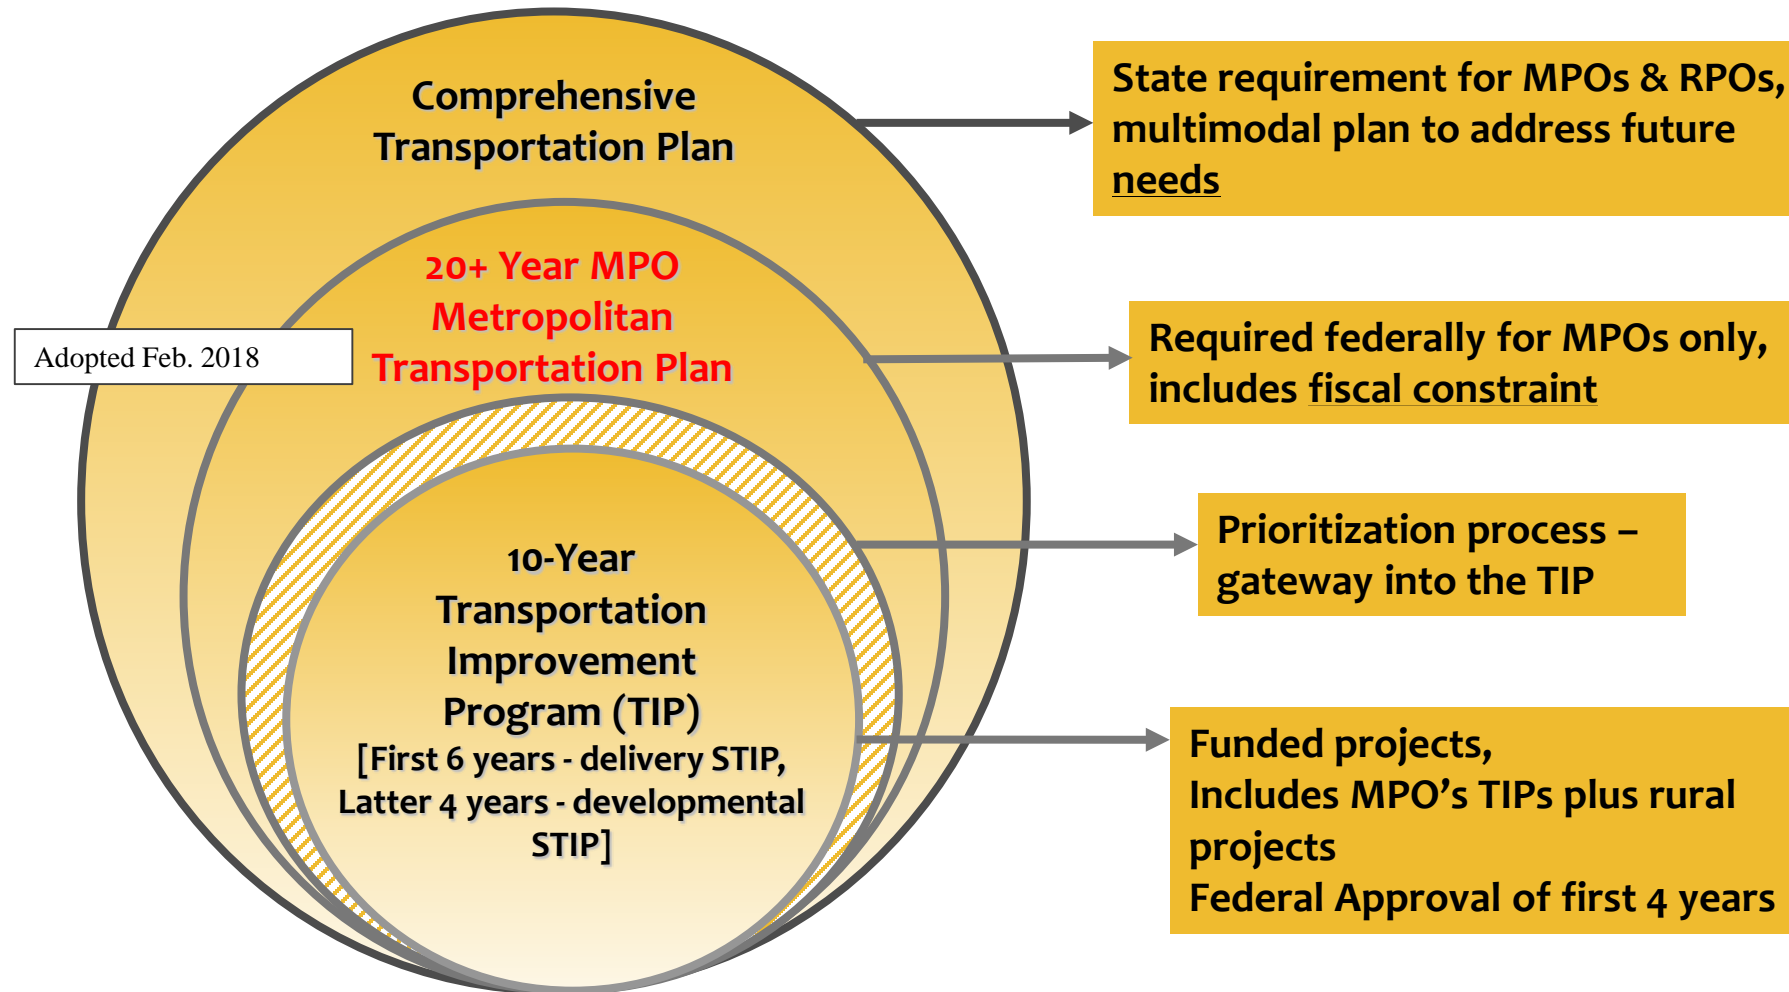 Comprehensive
Transportation Plan
State requirement for MPOs & RPOs,
multimodal plan to address future
needs
20+ Year MPO
Metropolitan
Transportation Plan
Adopted Feb. 2018
Required federally for MPOs only,
includes fiscal constraint
Prioritization process –
gateway into the TIP
10-Year
Transportation
Improvement
Program (TIP)
[First 6 years - delivery STIP,
Latter 4 years - developmental
STIP]
Funded projects,
Includes MPO’s TIPs plus rural
projects
Federal Approval of first 4 years